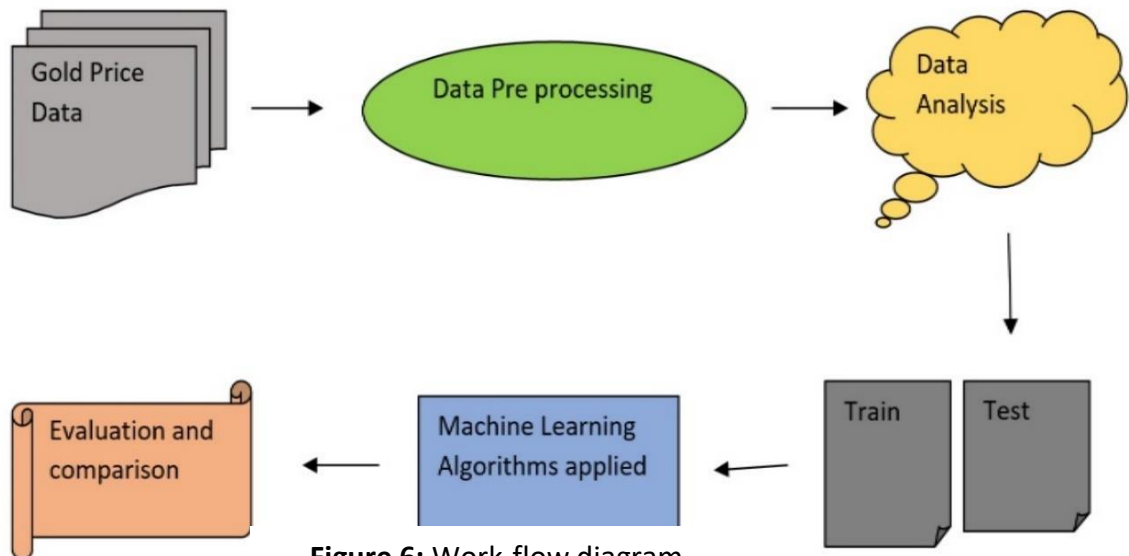 Gold Price
Data
Data Pre processing
Data
Analysis
Train
Test
Machine Learning
Algorithms applied
Evaluation and
comparison
Figure 6: Work-flow diagram